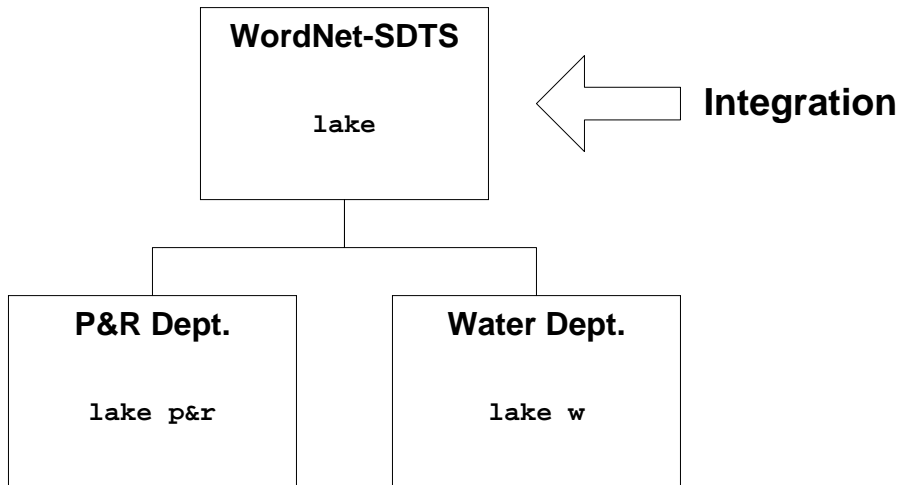 WordNet-SDTS
lake
Integration
P&R Dept.
lake p&r
Water Dept.
lake w